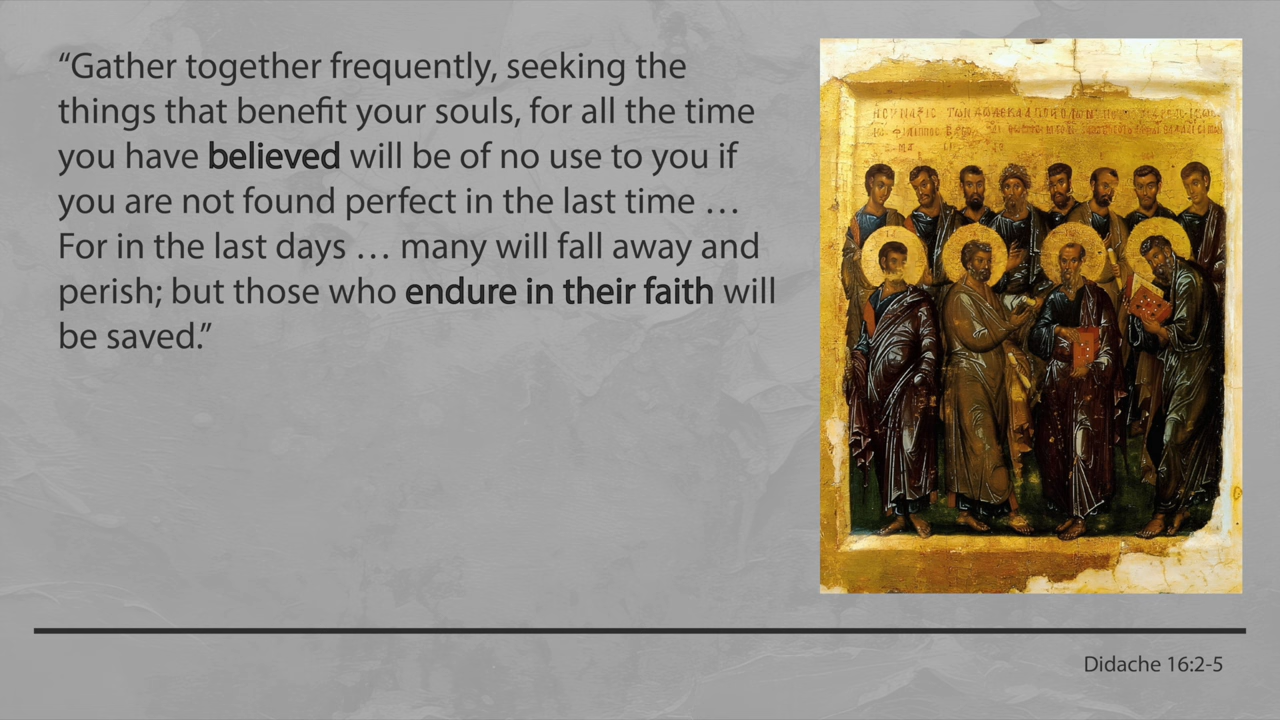 “Gather together frequently, seeking the
things that benefit your souls, for all the time
you have believed will be of no use to you if
you are not found perfect in the last time …
For in the last days … many will fall away and
perish; but those who endure in their faith will
be saved.”
ΤΩΝ
Didache 16:2-5